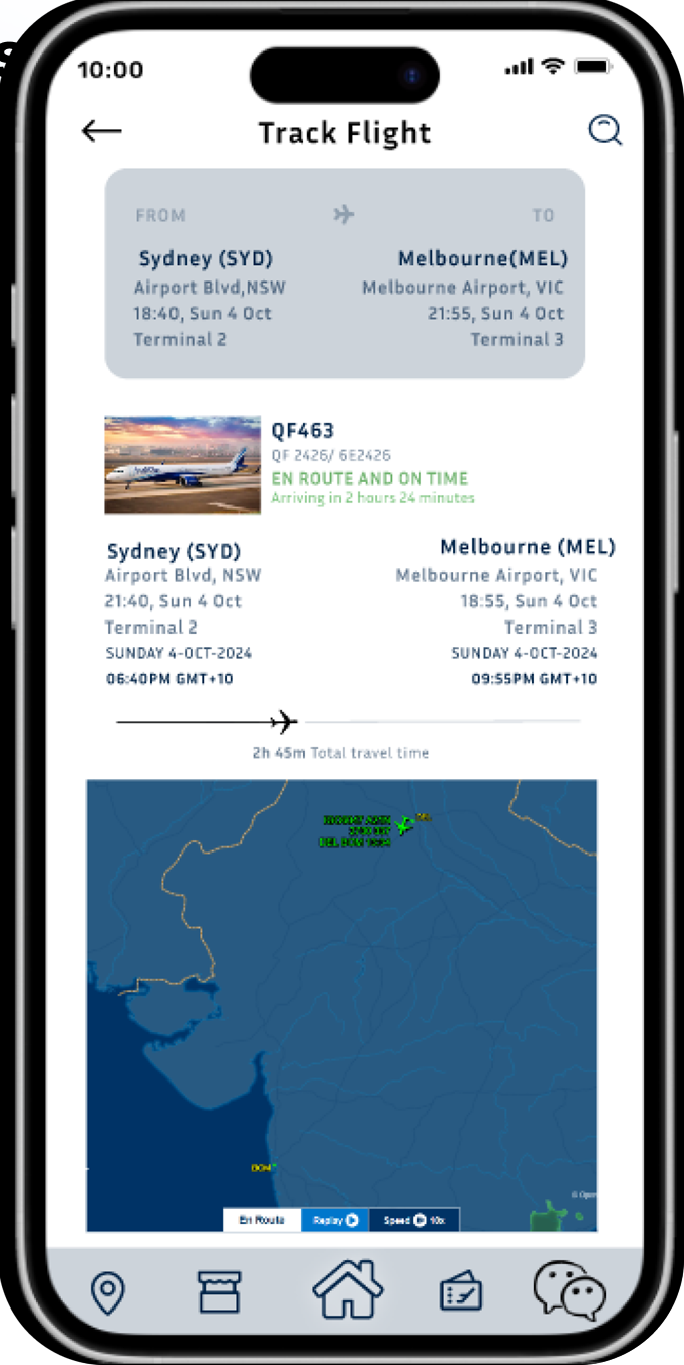 10:00
Track Flight
FROM TO
Sydney (SYD) Melbourne(MEL)
Airport Blvd,NSW Melbourne Airport, VIC
18:40, Sun 4 Oct 21:55, Sun 4 Oct
Terminal 2 Terminal 3
QF463
QF 2426/ 6E2426
EN ROUTE AND ON TIME
Arriving in 2 hours 24 minutes
Sydney (SYD) Melbourne (MEL)
Airport Blvd, NSW Melbourne Airport, VIC
21:40, Sun 4 Oct 18:55, Sun 4 Oct
Terminal 2 Terminal 3
SUNDAY 4-OCT-2024 SUNDAY 4-OCT-2024
06:40PM GMT+10 09:55PM GMT+10
2h 45m Total travel time
BOM
En Route Replay Speed 10x